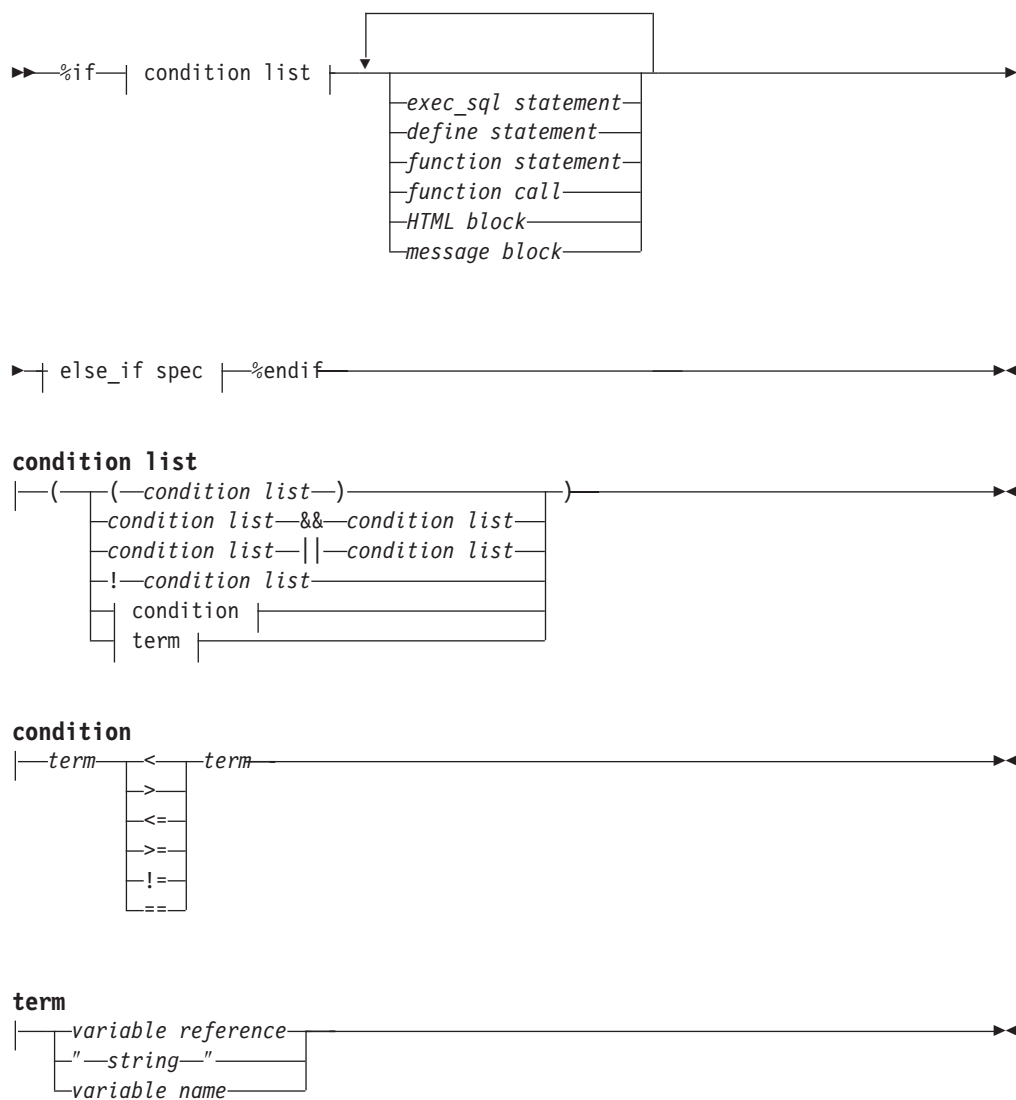 %if condition list
exec_sql statement
define statement
function statement
function call
HTML block
message block
else_if spec %endif
condition list
( ( condition list ) )
condition list && condition list
condition list || condition list
! condition list
condition
term
condition
term < term
>
<=
>=
!=
==
term
variable reference
" string "
variable name